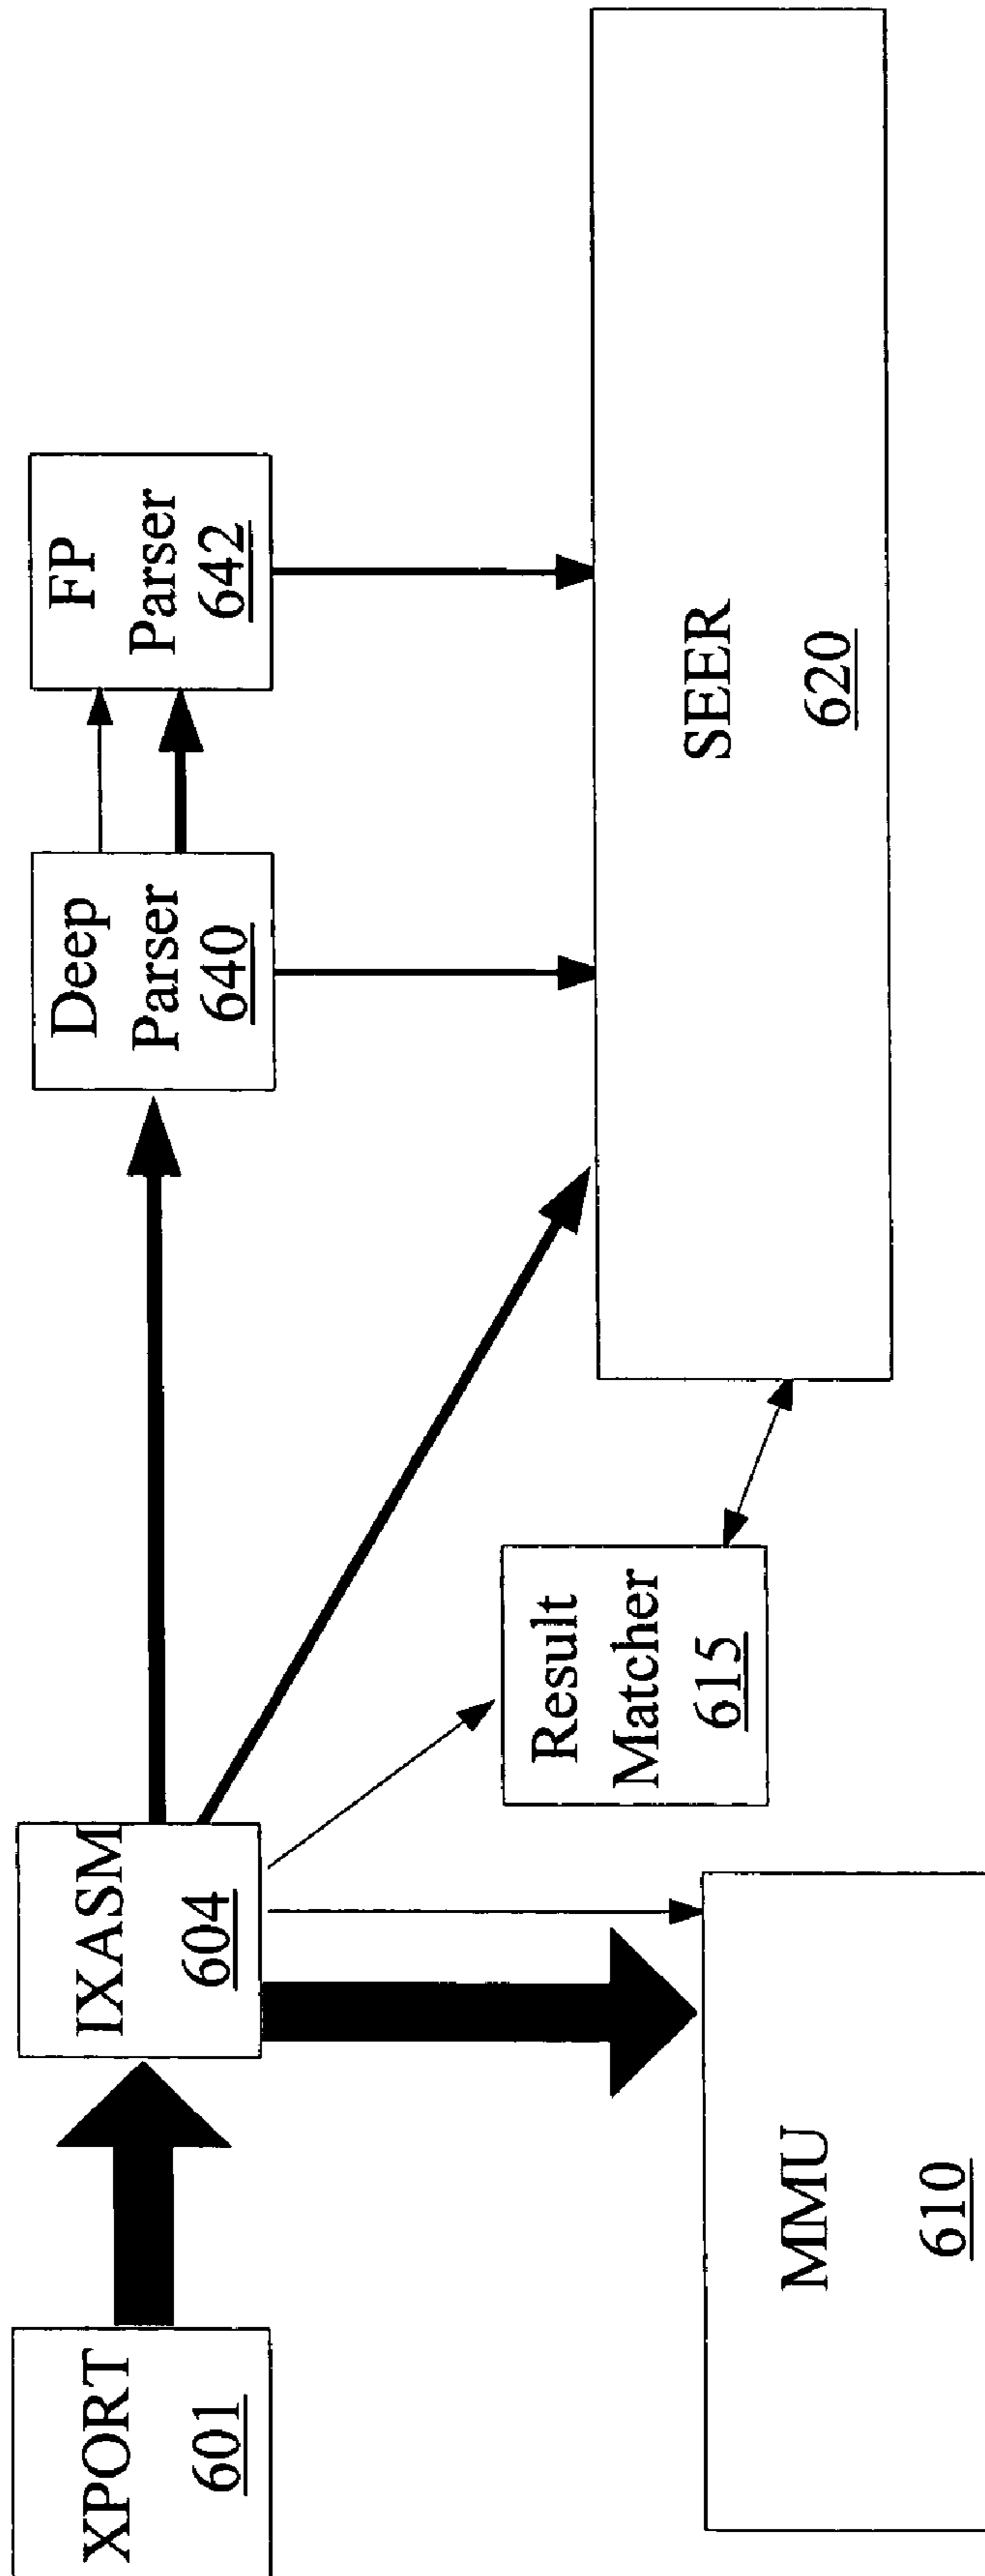 XPORT
601
IXASM
604
Deep
Parser
640
FP
Parser
642
Result
Matcher
615
SEER
620
MMU
610